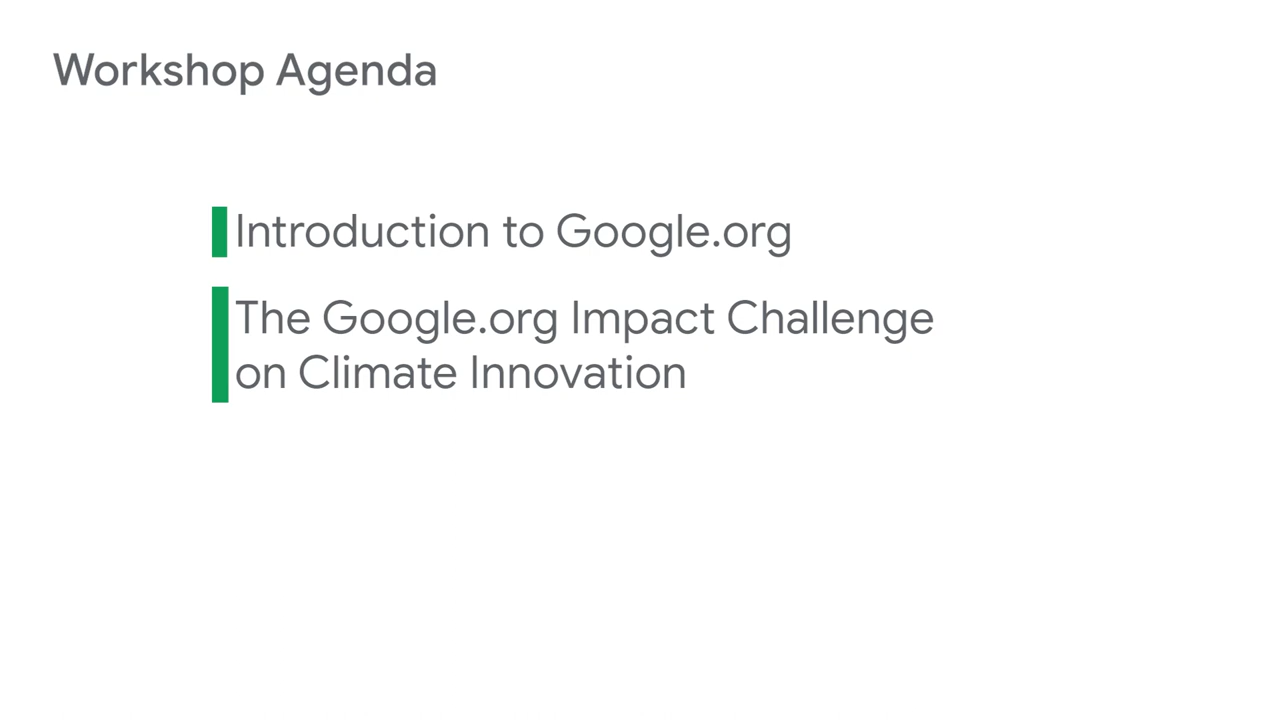 Workshop Agenda
Introduction to Google.org
The Google.org Impact Challenge
on Climate Innovation